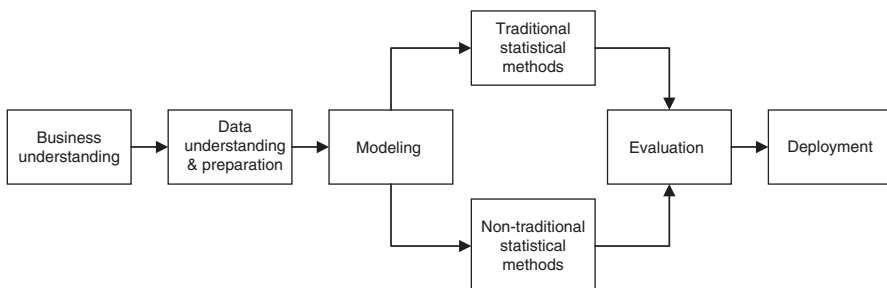 Traditional
statistical
methods
Business
understanding
Data
understanding
& preparation
Modeling
Evaluation
Deployment
Non-traditional
statistical
methods